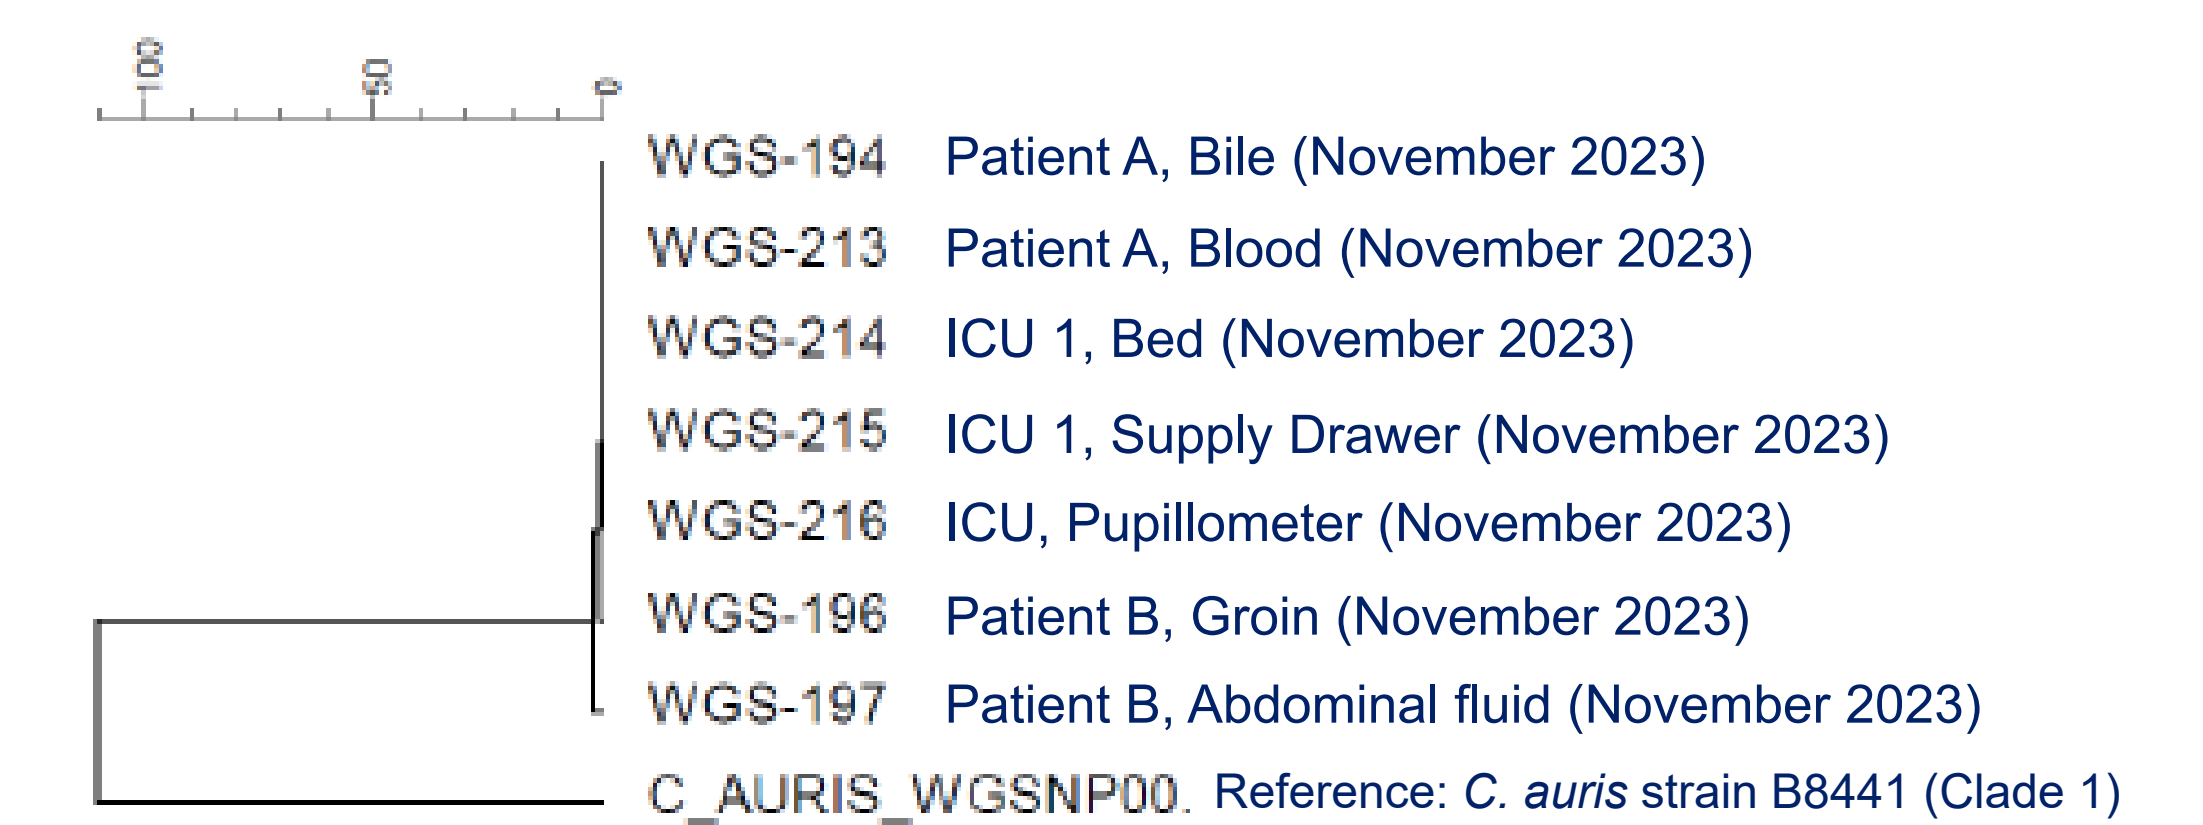 100 50 0
WGS-194 Patient A, Bile (November 2023)
WGS-213 Patient A, Blood (November 2023)
WGS-214 ICU 1, Bed (November 2023)
WGS-215 ICU 1, Supply Drawer (November 2023)
WGS-216 ICU, Pupillometer (November 2023)
WGS-196 Patient B, Groin (November 2023)
WGS-197 Patient B, Abdominal fluid (November 2023)
C_AURIS_WGSNP00. Reference: C. auris strain B8441 (Clade 1)